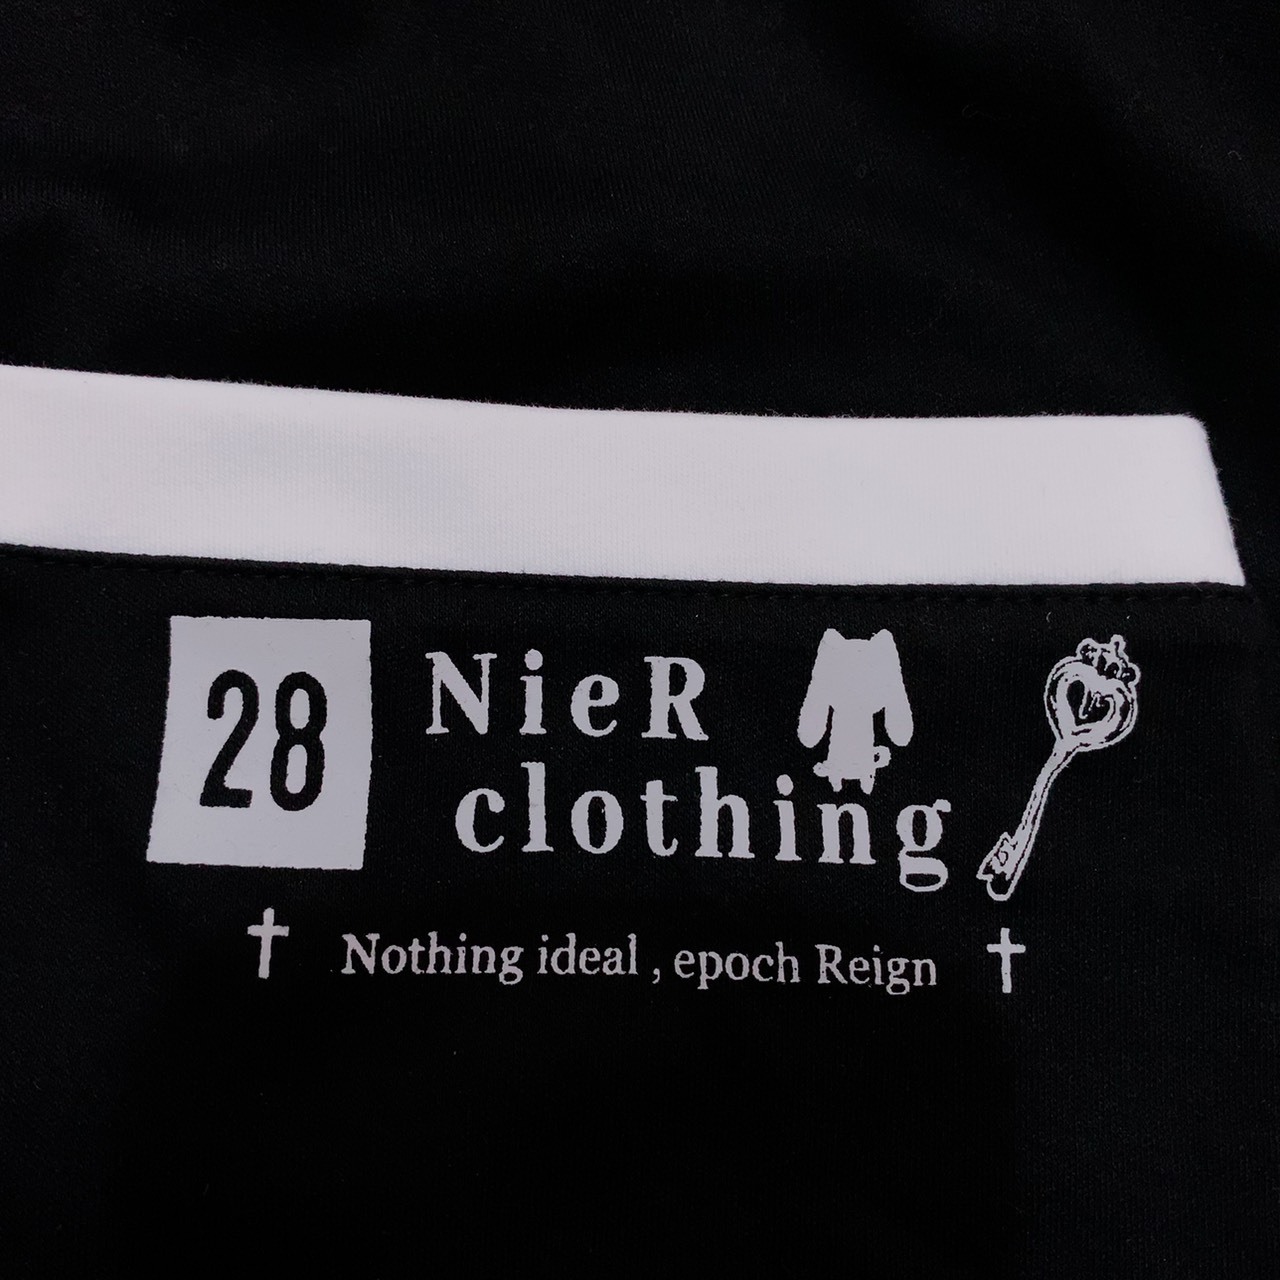 28
NieR
clothing
Nothing ideal , epoch Reign